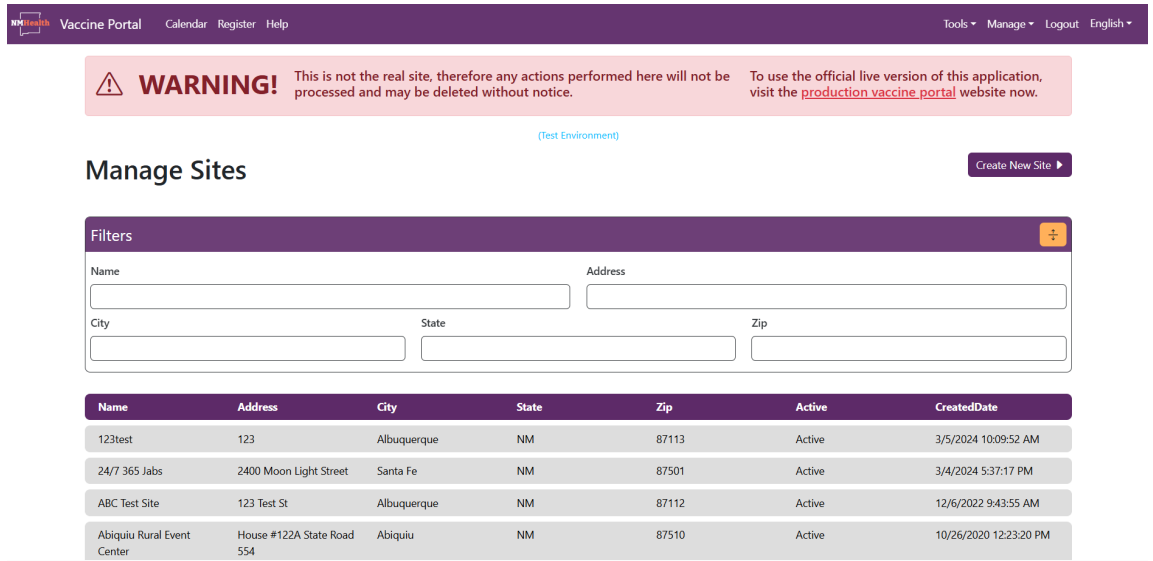 NMHealth Vaccine Portal Calendar Register Help Tools Manage Logout English
WARNING! This is not the real site, therefore any actions performed here will not be To use the official live version of this application,
processed and may be deleted without notice. visit the production vaccine portal website now.
(Test Environment)
Manage Sites Create New Site
Filters
Name Address
City State Zip
Name Address City State Zip Active CreatedDate
123test 123 Albuquerque NM 87113 Active 3/5/2024 10:09:52 AM
24/7 365 Jabs 2400 Moon Light Street Santa Fe NM 87501 Active 3/4/2024 5:37:17 PM
ABC Test Site 123 Test St Albuquerque NM 87112 Active 12/6/2022 9:43:55 AM
Abiquiu Rural Event House #122A State Road Abiquiu NM 87510 Active 10/26/2020 12:23:20 PM
Center 554